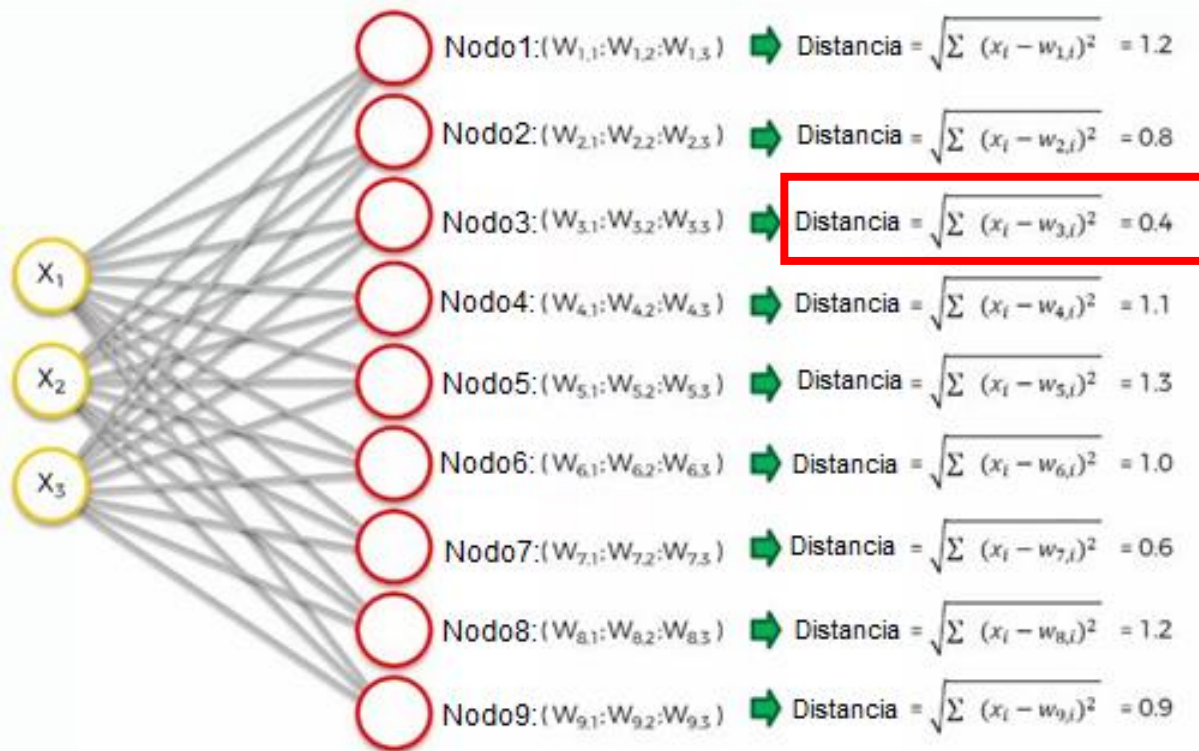 Nodo1:(W₁,₁:W₁,₂:W₁,₃) Distancia = √∑ (xᵢ − w₁,ᵢ)² = 1.2
Nodo2:(W₂,₁:W₂,₂:W₂,₃) Distancia = √∑ (xᵢ − w₂,ᵢ)² = 0.8
Nodo3:(W₃,₁:W₃,₂:W₃,₃) Distancia = √∑ (xᵢ − w₃,ᵢ)² = 0.4
X₁
Nodo4:(W₄,₁:W₄,₂:W₄,₃) Distancia = √∑ (xᵢ − w₄,ᵢ)² = 1.1
X₂
Nodo5:(W₅,₁:W₅,₂:W₅,₃) Distancia = √∑ (xᵢ − w₅,ᵢ)² = 1.3
Nodo6:(W₆,₁:W₆,₂:W₆,₃) Distancia = √∑ (xᵢ − w₆,ᵢ)² = 1.0
X₃
Nodo7:(W₇,₁:W₇,₂:W₇,₃) Distancia = √∑ (xᵢ − w₇,ᵢ)² = 0.6
Nodo8:(W₈,₁:W₈,₂:W₈,₃) Distancia = √∑ (xᵢ − w₈,ᵢ)² = 1.2
Nodo9:(W₉,₁:W₉,₂:W₉,₃) Distancia = √∑ (xᵢ − w₉,ᵢ)² = 0.9